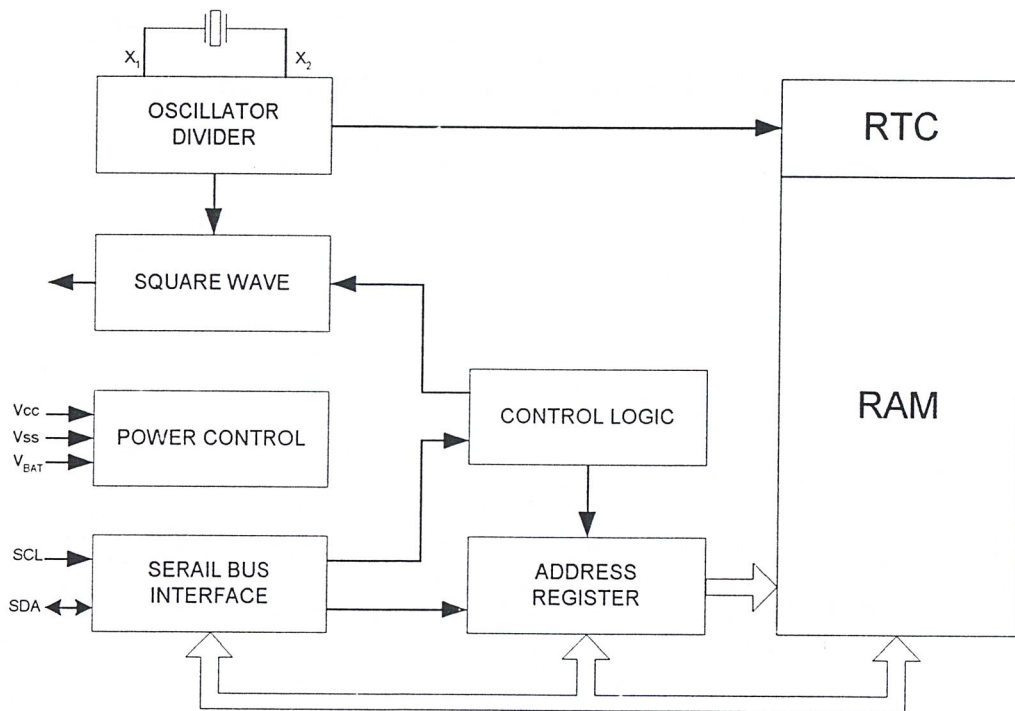 X1
X2
OSCILLATOR
DIVIDER
RTC
SQUARE WAVE
RAM
Vcc
Vss
VBAT
POWER CONTROL
CONTROL LOGIC
SCL
SDA
SERAIL BUS
INTERFACE
ADDRESS
REGISTER